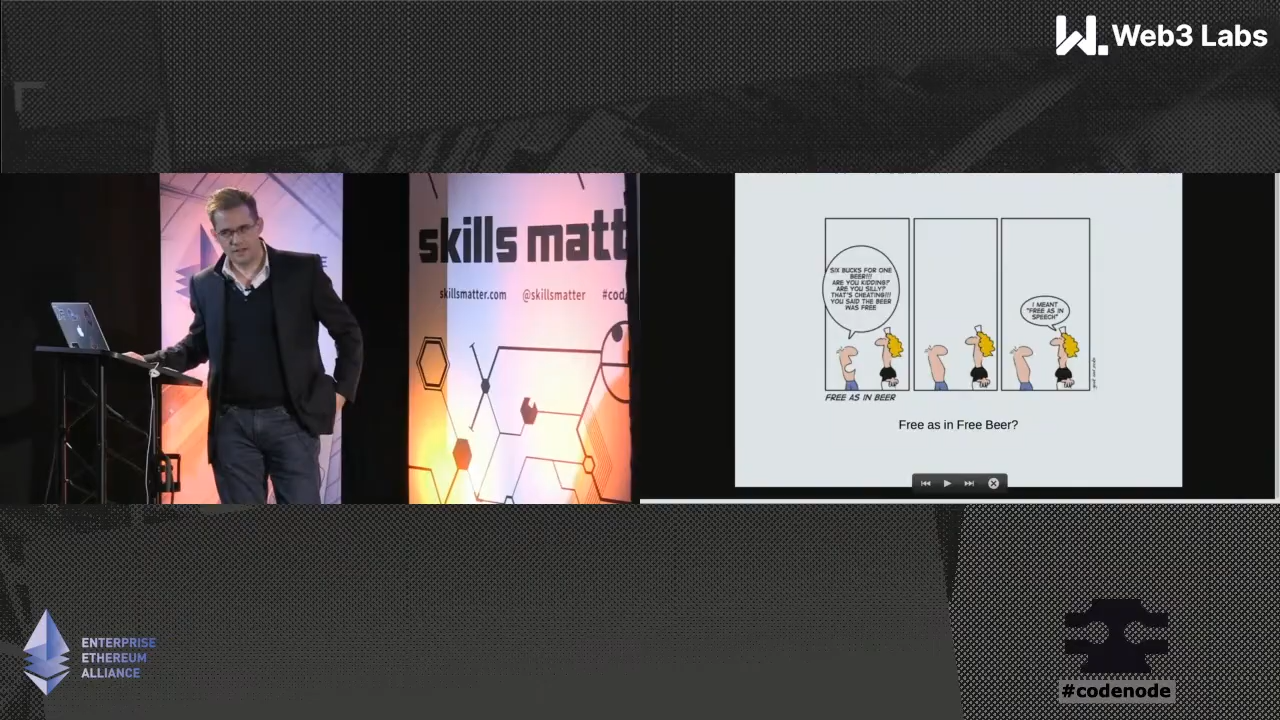 Web3 Labs
skills matt
skillsmatter.com @skillsmatter #cod
SIX BUCKS FOR ONE
BEER!!!
ARE YOU KIDDING?
ARE YOU SILLY?
THAT'S CHEATING!!!
YOU SAID THE BEER
WAS FREE
I MEANT
"FREE AS IN
SPEECH"
FREE AS IN BEER
Free as in Free Beer?
ENTERPRISE
ETHEREUM
ALLIANCE
#codenode